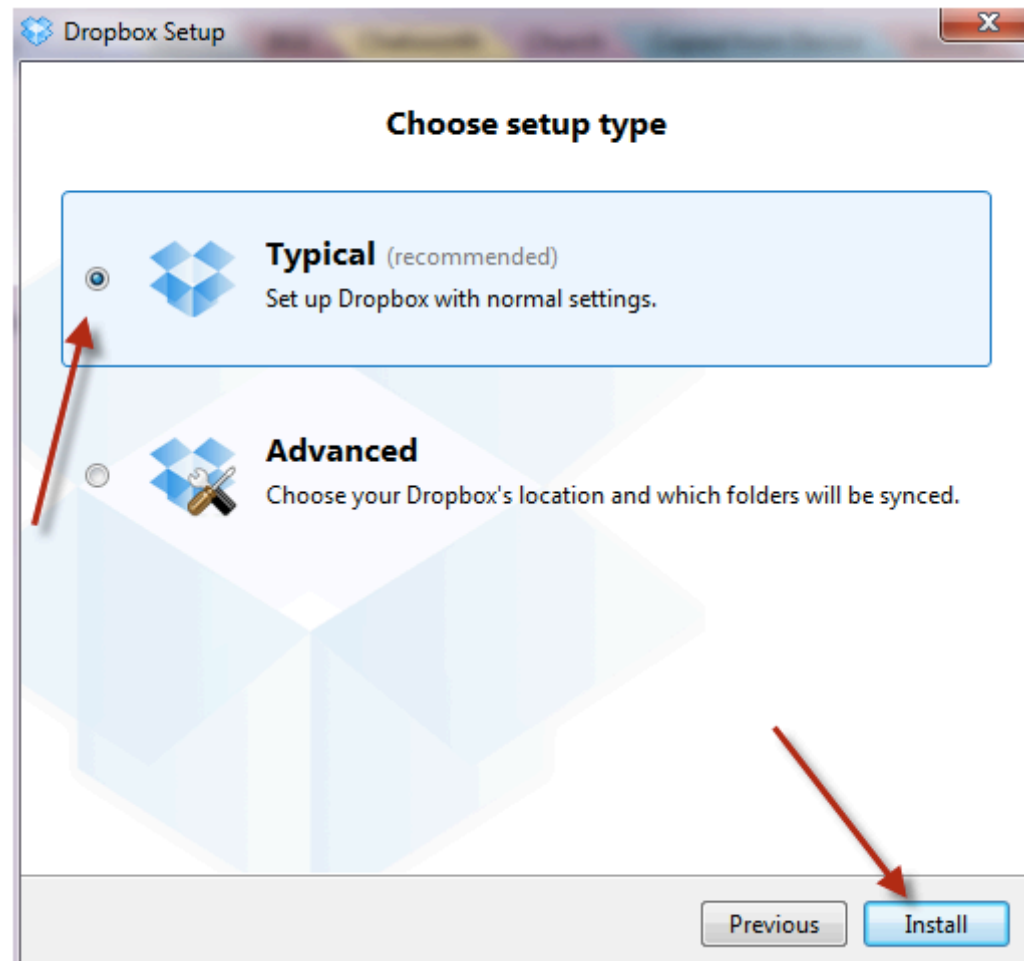 Dropbox Setup
Choose setup type
Typical (recommended)
Set up Dropbox with normal settings.
Advanced
Choose your Dropbox's location and which folders will be synced.
Previous
Install